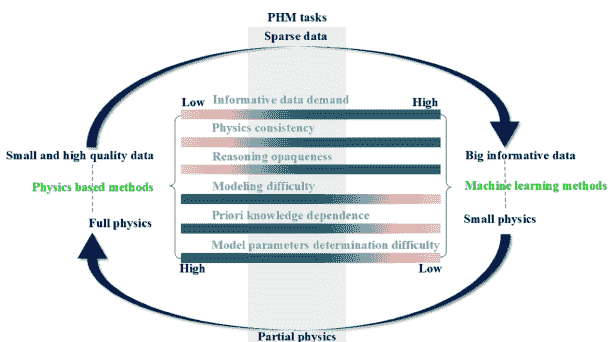 PHM tasks
Sparse data
Low
Informative data demand
High
Physics consistency
Small and high quality data
Reasoning opaqueness
Big informative data
Physics based methods
Modeling difficulty
Machine learning methods
Full physics
Priori knowledge dependence
Small physics
Model parameters determination difficulty
High
Low
Partial physics